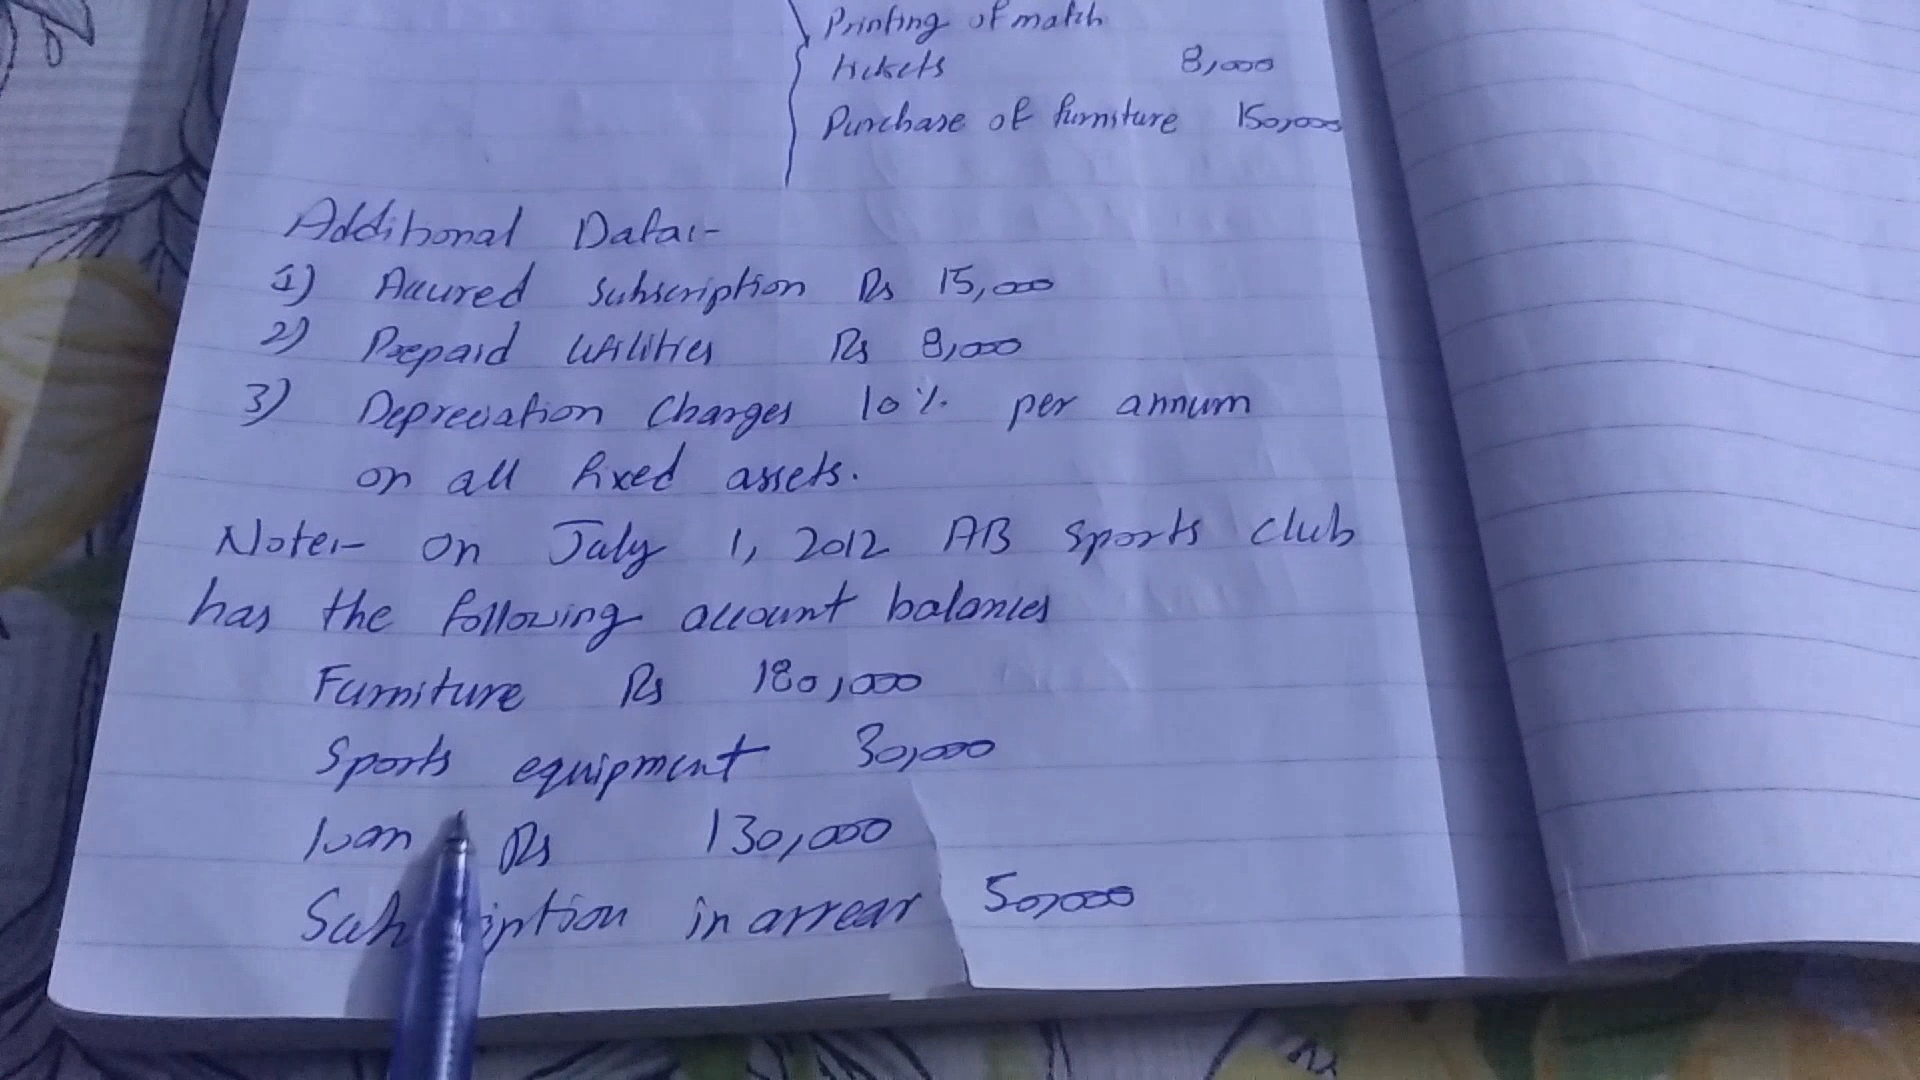 Printing of match
tickets 8,000
Purchase of furniture 150,000
Additional Data:-
1) Accured Subscription Rs 15,000
2) Prepaid Utilities Rs 8,000
3) Depreciation Charges 10% per annum
on all fixed assets.
Note:- On July 1, 2012 AB Sports Club
has the following account balances
Furniture Rs 180,000
Sports equipment 30,000
loan Rs 130,000
in arrear 50,000